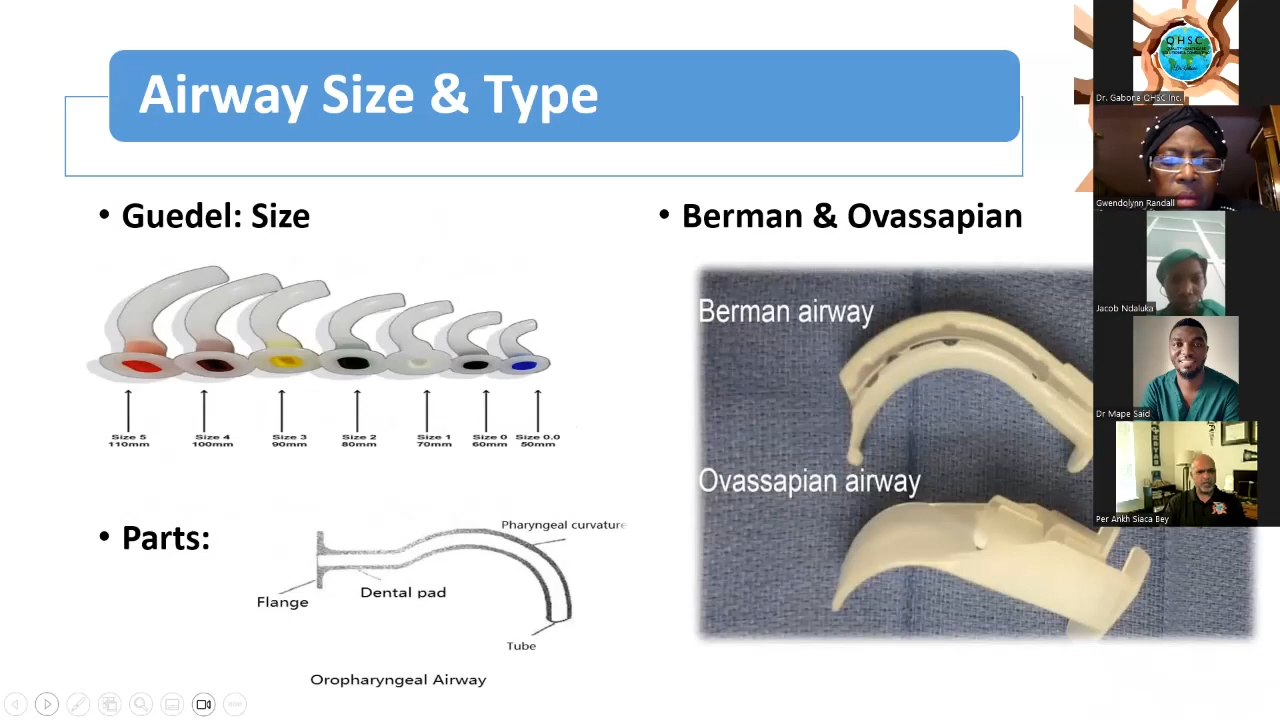 Airway Size & Type
• Guedel: Size
Size 5
110mm
Size 4
100mm
Size 3
90mm
Size 2
80mm
Size 1
70mm
Size 0
60mm
Size 0.0
50mm
• Parts:
Pharyngeal curvature
Dental pad
Flange
Tube
Oropharyngeal Airway
• Berman & Ovassapian
Berman airway
Ovassapian airway
QHSC
Dr. Gabone QHSC Inc.
Gwendolynn Randall
Jacob Ndaluka
Dr Mape Said
Per Ankh Siaca Bey